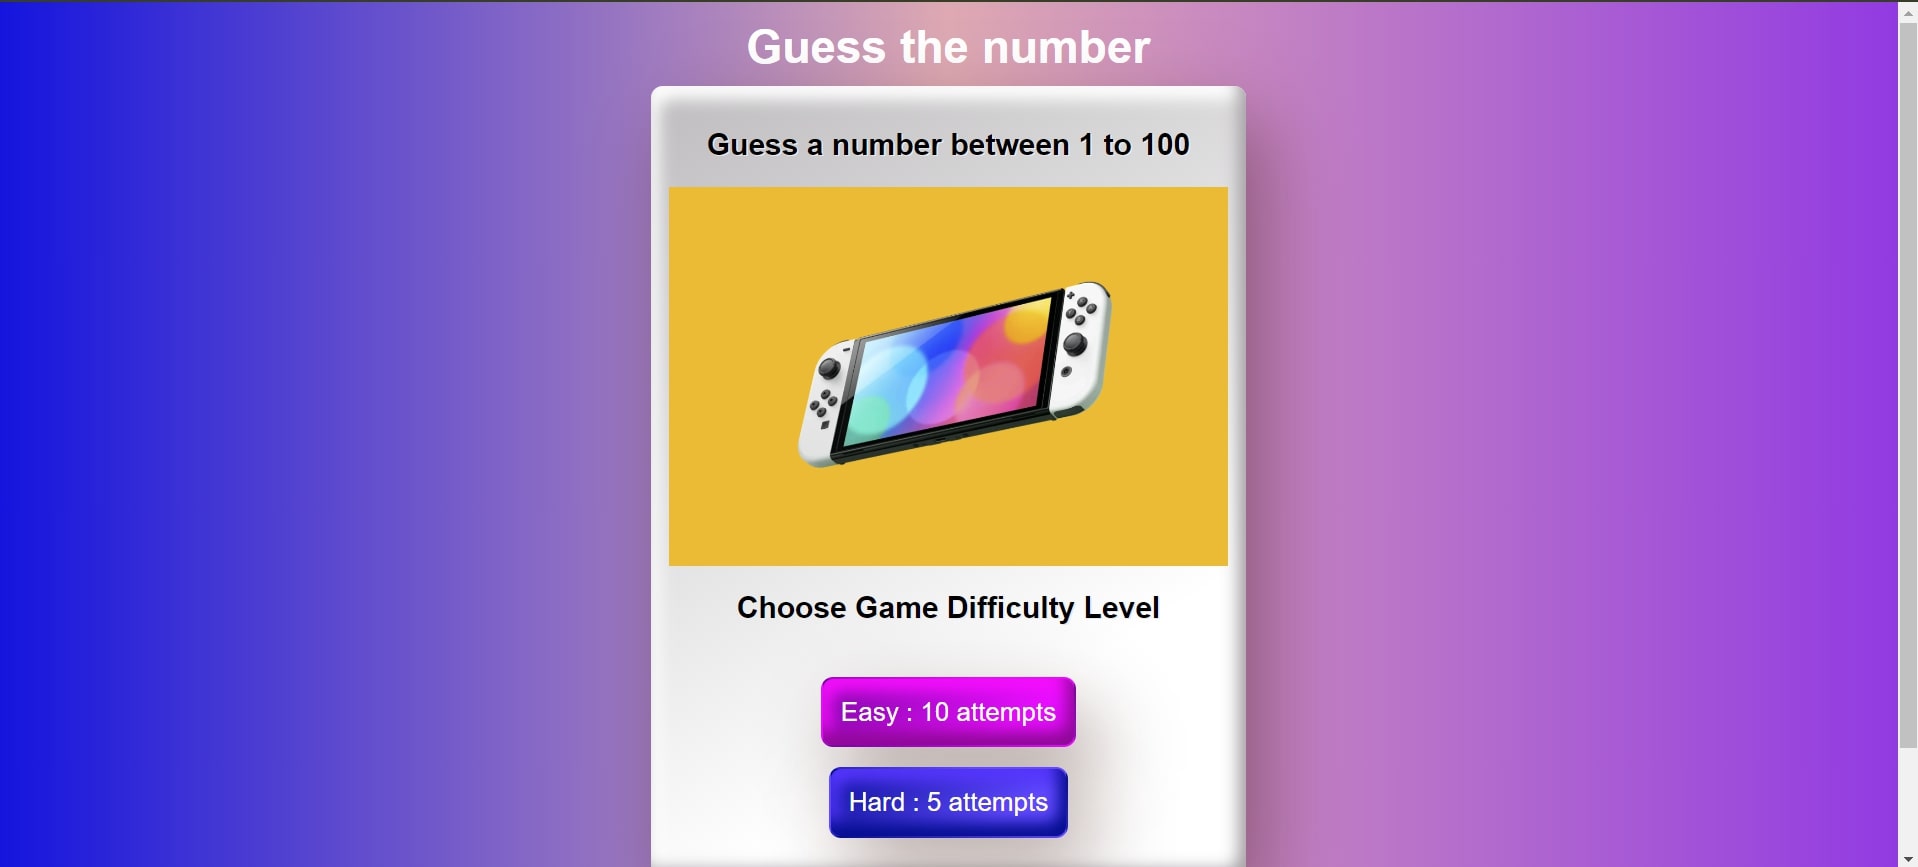 Guess the number
Guess a number between 1 to 100
Choose Game Difficulty Level
Easy : 10 attempts
Hard : 5 attempts